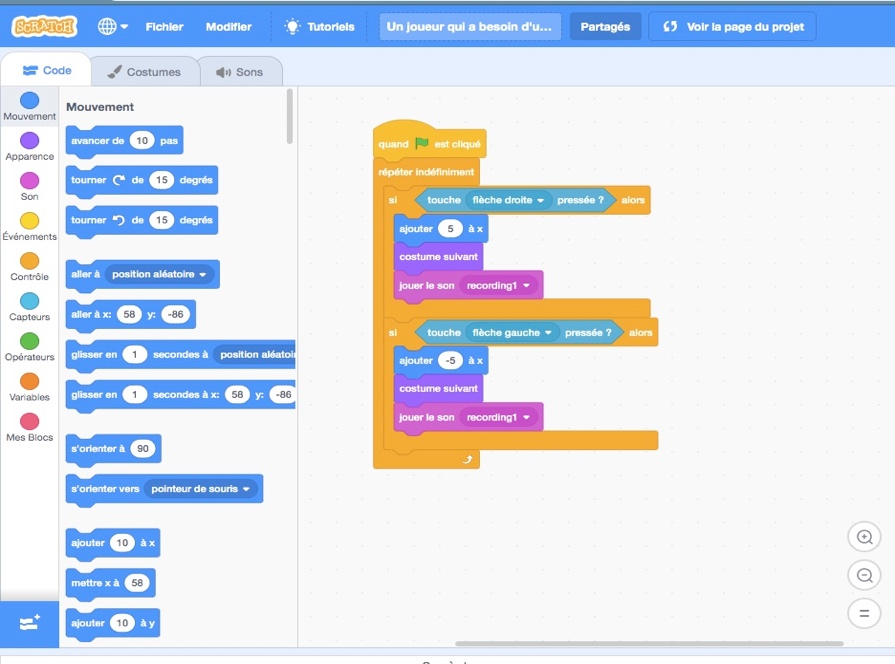 SCRATCH Fichier Modifier Tutoriels Un joueur qui a besoin d'u... Partagés Voir la page du projet
Code Costumes Sons
Mouvement
Apparence
Son
Événements
Contrôle
Capteurs
Opérateurs
Variables
Mes Blocs
Mouvement
avancer de 10 pas
tourner de 15 degrés
tourner de 15 degrés
aller à position aléatoire
aller à x: 58 y: -86
glisser en 1 secondes à position aléatoir
glisser en 1 secondes à x: 58 y: -86
s'orienter à 90
s'orienter vers pointeur de souris
ajouter 10 à x
mettre x à 58
ajouter 10 à y
quand est cliqué
répéter indéfiniment
si touche flèche droite pressée ? alors
ajouter 5 à x
costume suivant
jouer le son recording1
si touche flèche gauche pressée ? alors
ajouter -5 à x
costume suivant
jouer le son recording1